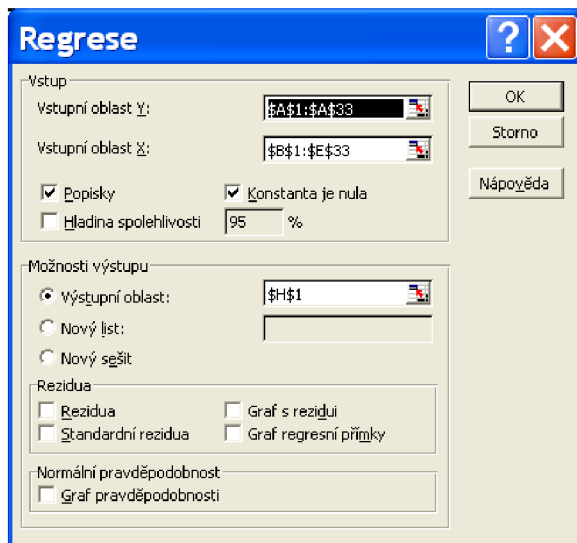 Regrese
Vstup
Vstupní oblast Y: $A$1:$A$33
Vstupní oblast X: $B$1:$E$33
Popisky Konstanta je nula
Hladina spolehlivosti 95 %
OK
Storno
Nápověda
Možnosti výstupu
Výstupní oblast: $H$1
Nový list:
Nový sešit
Rezidua
Rezidua Graf s rezidui
Standardní rezidua Graf regresní přímky
Normální pravděpodobnost
Graf pravděpodobnosti